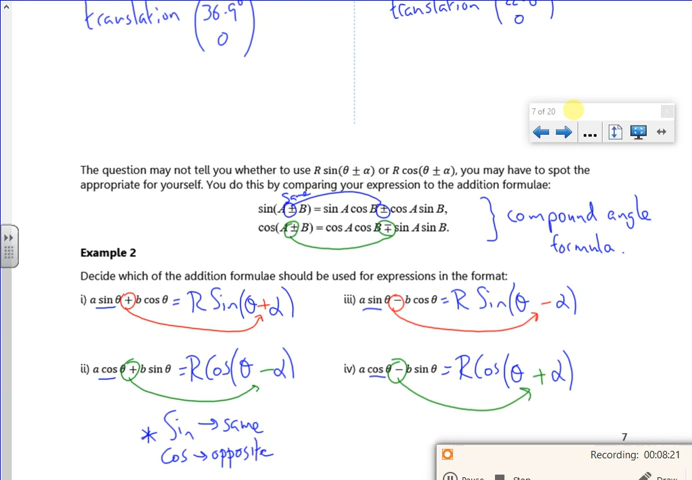 translation (36.9°
0)
translation
0
7 of 20
The question may not tell you whether to use R sin(θ ± α) or R cos(θ ± α), you may have to spot the
appropriate for yourself. You do this by comparing your expression to the addition formulae:
same
sin(A ± B) = sin A cos B ± cos A sin B,
cos(A ± B) = cos A cos B ∓ sin A sin B.
} compound angle
formula.
Example 2
Decide which of the addition formulae should be used for expressions in the format:
i) a sin θ + b cos θ = R Sin(θ + α)
iii) a sin θ − b cos θ = R Sin(θ − α)
ii) a cos θ + b sin θ = R Cos(θ − α)
iv) a cos θ − b sin θ = R Cos(θ + α)
* Sin → same
Cos → opposite
7
Recording: 00:08:21